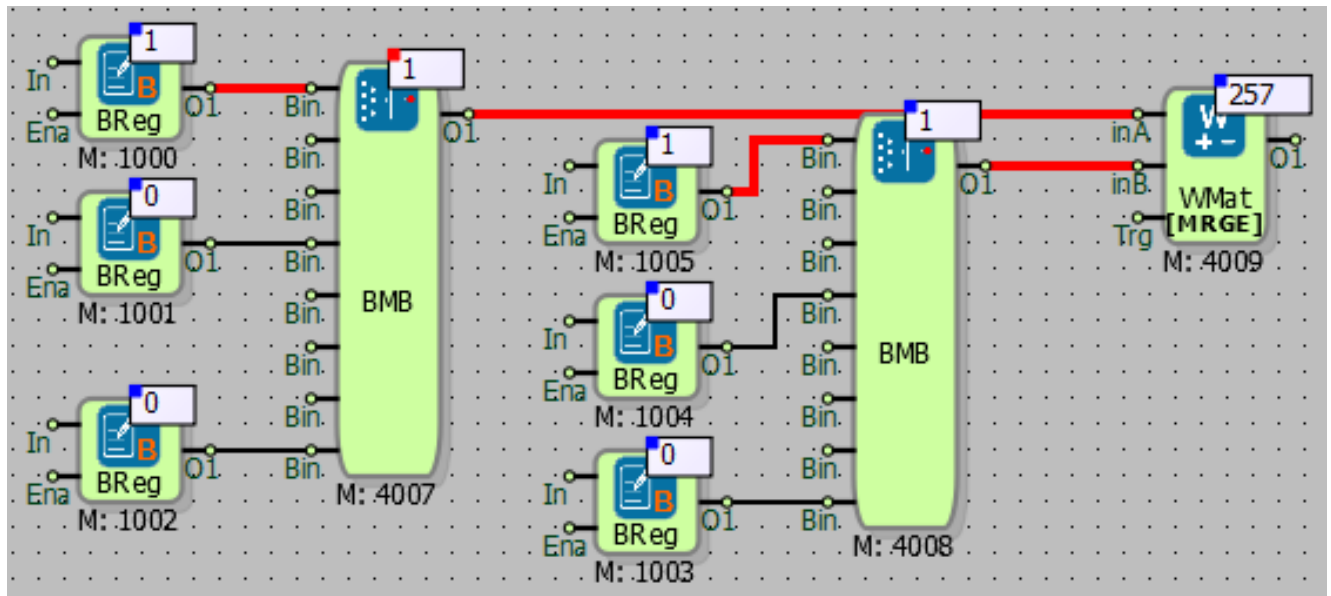 1
In
Ena
B
BReg
O1
M: 1000
0
In
Ena
B
BReg
O1
M: 1001
0
In
Ena
B
BReg
O1
M: 1002
1
Bin
Bin
Bin
Bin
Bin
Bin
Bin
Bin
BMB
O1
M: 4007
1
In
Ena
B
BReg
O1
M: 1005
0
In
Ena
B
BReg
O1
M: 1004
0
In
Ena
B
BReg
O1
M: 1003
1
Bin
Bin
Bin
Bin
Bin
Bin
Bin
Bin
BMB
O1
M: 4008
257
inA
inB
Trg
W
+ −
WMat
[MRGE]
O1
M: 4009